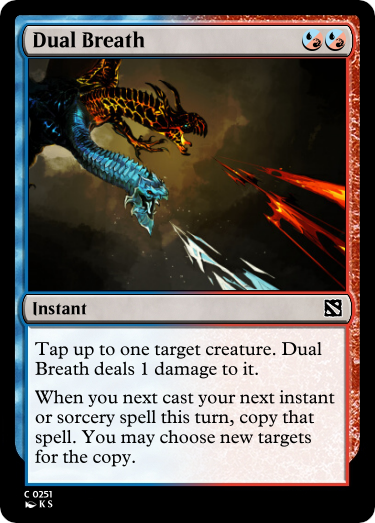 Dual Breath
Instant
Tap up to one target creature. Dual
Breath deals 1 damage to it.
When you next cast your next instant
or sorcery spell this turn, copy that
spell. You may choose new targets
for the copy.
C 0251
K S